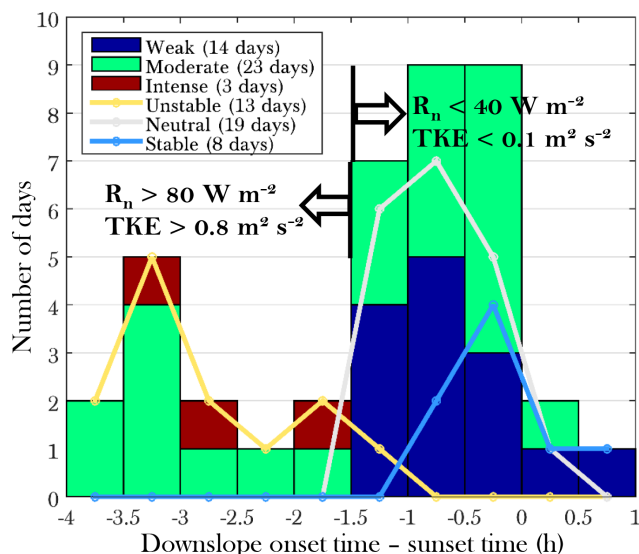 10
9
8
7
6
5
4
3
2
1
0
Number of days
Weak (14 days)
Moderate (23 days)
Intense (3 days)
Unstable (13 days)
Neutral (19 days)
Stable (8 days)
Rₙ < 40 W m⁻²
TKE < 0.1 m² s⁻²
Rₙ > 80 W m⁻²
TKE > 0.8 m² s⁻²
-4 -3.5 -3 -2.5 -2 -1.5 -1 -0.5 0 0.5 1
Downslope onset time – sunset time (h)